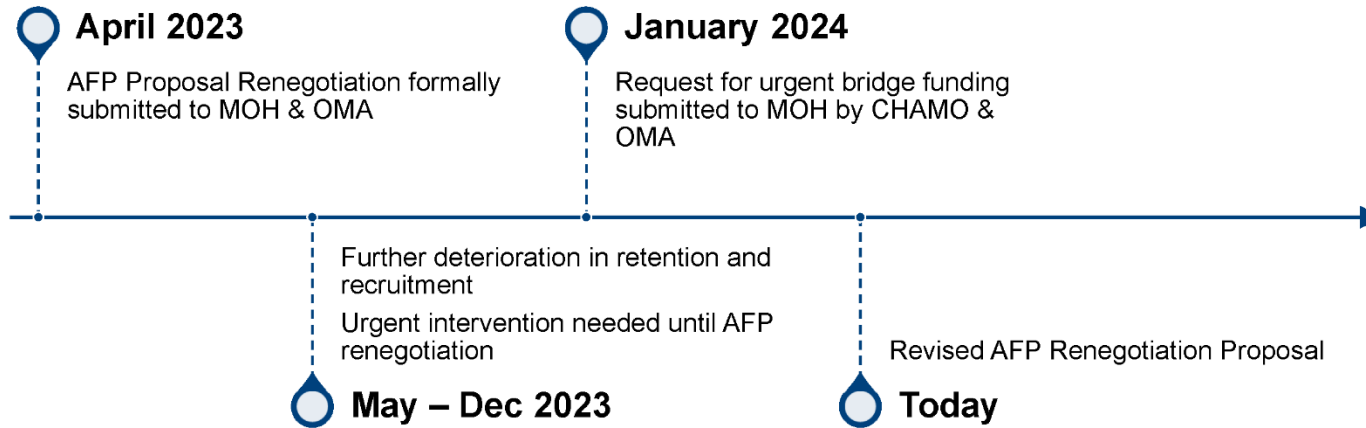 April 2023
AFP Proposal Renegotiation formally
submitted to MOH & OMA
January 2024
Request for urgent bridge funding
submitted to MOH by CHAMO &
OMA
Further deterioration in retention and
recruitment
Urgent intervention needed until AFP
renegotiation
May – Dec 2023
Revised AFP Renegotiation Proposal
Today